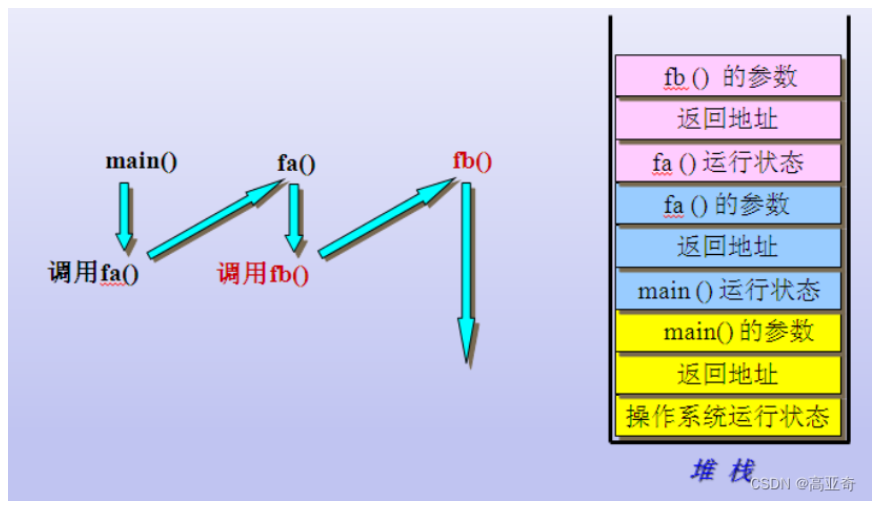 main()
fa()
fb()
调用fa()
调用fb()
fb () 的参数
返回地址
fa () 运行状态
fa () 的参数
返回地址
main () 运行状态
main() 的参数
返回地址
操作系统运行状态
堆 栈
CSDN @高亚奇